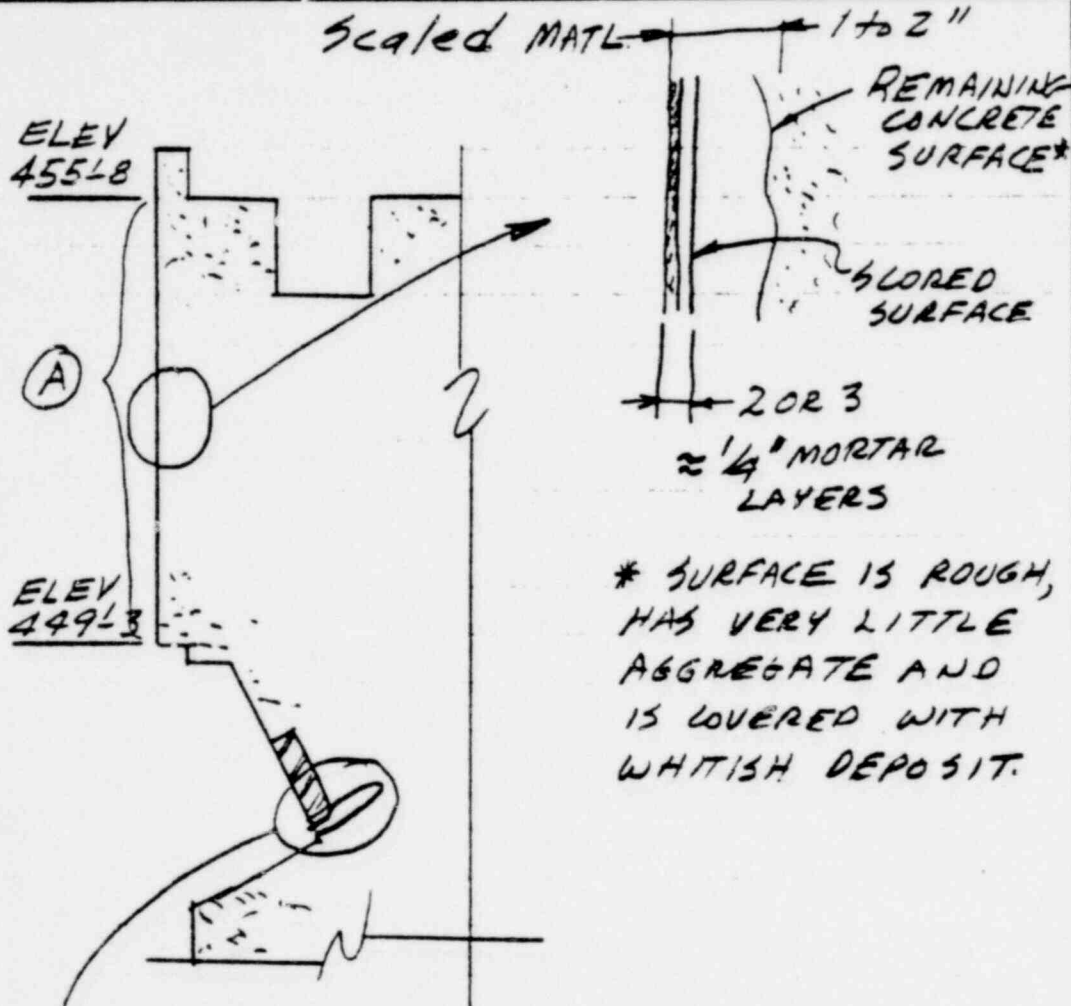 Scaled MATL
1 to 2"
REMAINING
CONCRETE
SURFACE*
ELEV
455'-8
SCORED
SURFACE
A
2 OR 3
≈ 1/4" MORTAR
LAYERS
ELEV
449'-3
* SURFACE IS ROUGH,
HAS VERY LITTLE
AGGREGATE AND
IS COVERED WITH
WHITISH DEPOSIT.